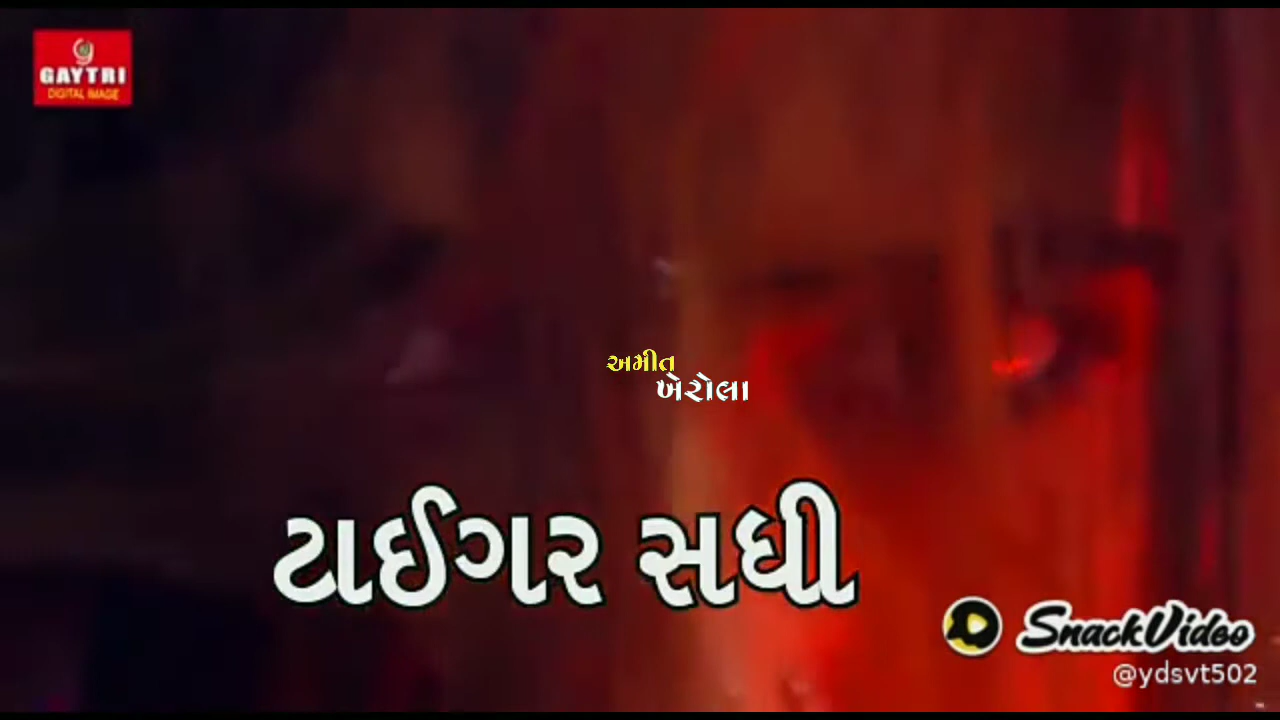 GAYTRI
DIGITAL IMAGE
અમીત
ખેરોલા
ટાઈગર સધી
SnackVideo
@ydsvt502